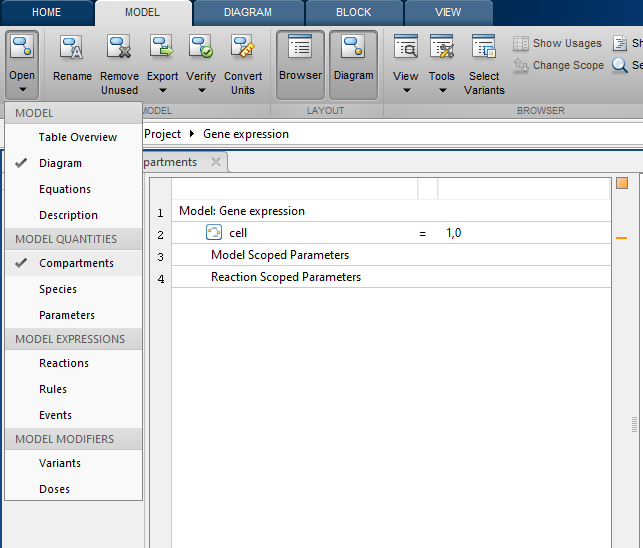 HOME MODEL DIAGRAM BLOCK VIEW
Open Rename Remove Unused Export Verify Convert Units Browser Diagram View Tools Select Variants Show Usages
Change Scope
MODEL LAYOUT BROWSER
Project Gene expression
partments
MODEL
Table Overview
Diagram
Equations
Description
MODEL QUANTITIES
Compartments
Species
Parameters
MODEL EXPRESSIONS
Reactions
Rules
Events
MODEL MODIFIERS
Variants
Doses
1 Model: Gene expression
2 cell = 1,0
3 Model Scoped Parameters
4 Reaction Scoped Parameters